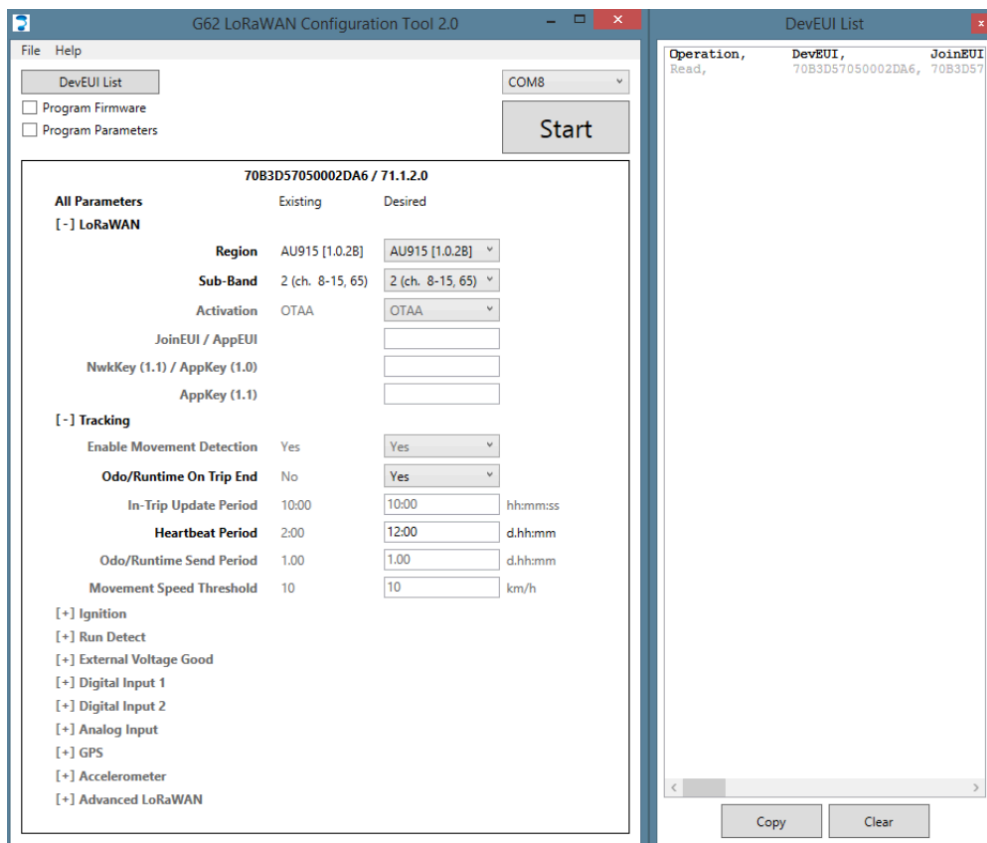 G62 LoRaWAN Configuration Tool 2.0
File Help
DevEUI List
COM8
Program Firmware
Program Parameters
Start
70B3D57050002DA6 / 71.1.2.0
All Parameters Existing Desired
[-] LoRaWAN
Region AU915 [1.0.2B] AU915 [1.0.2B]
Sub-Band 2 (ch. 8-15, 65) 2 (ch. 8-15, 65)
Activation OTAA OTAA
JoinEUI / AppEUI
NwkKey (1.1) / AppKey (1.0)
AppKey (1.1)
[-] Tracking
Enable Movement Detection Yes Yes
Odo/Runtime On Trip End No Yes
In-Trip Update Period 10:00 10:00 hh:mm:ss
Heartbeat Period 2:00 12:00 d.hh:mm
Odo/Runtime Send Period 1.00 1.00 d.hh:mm
Movement Speed Threshold 10 10 km/h
[+] Ignition
[+] Run Detect
[+] External Voltage Good
[+] Digital Input 1
[+] Digital Input 2
[+] Analog Input
[+] GPS
[+] Accelerometer
[+] Advanced LoRaWAN
DevEUI List
Operation, DevEUI, JoinEUI
Read, 70B3D57050002DA6, 70B3D57
Copy Clear